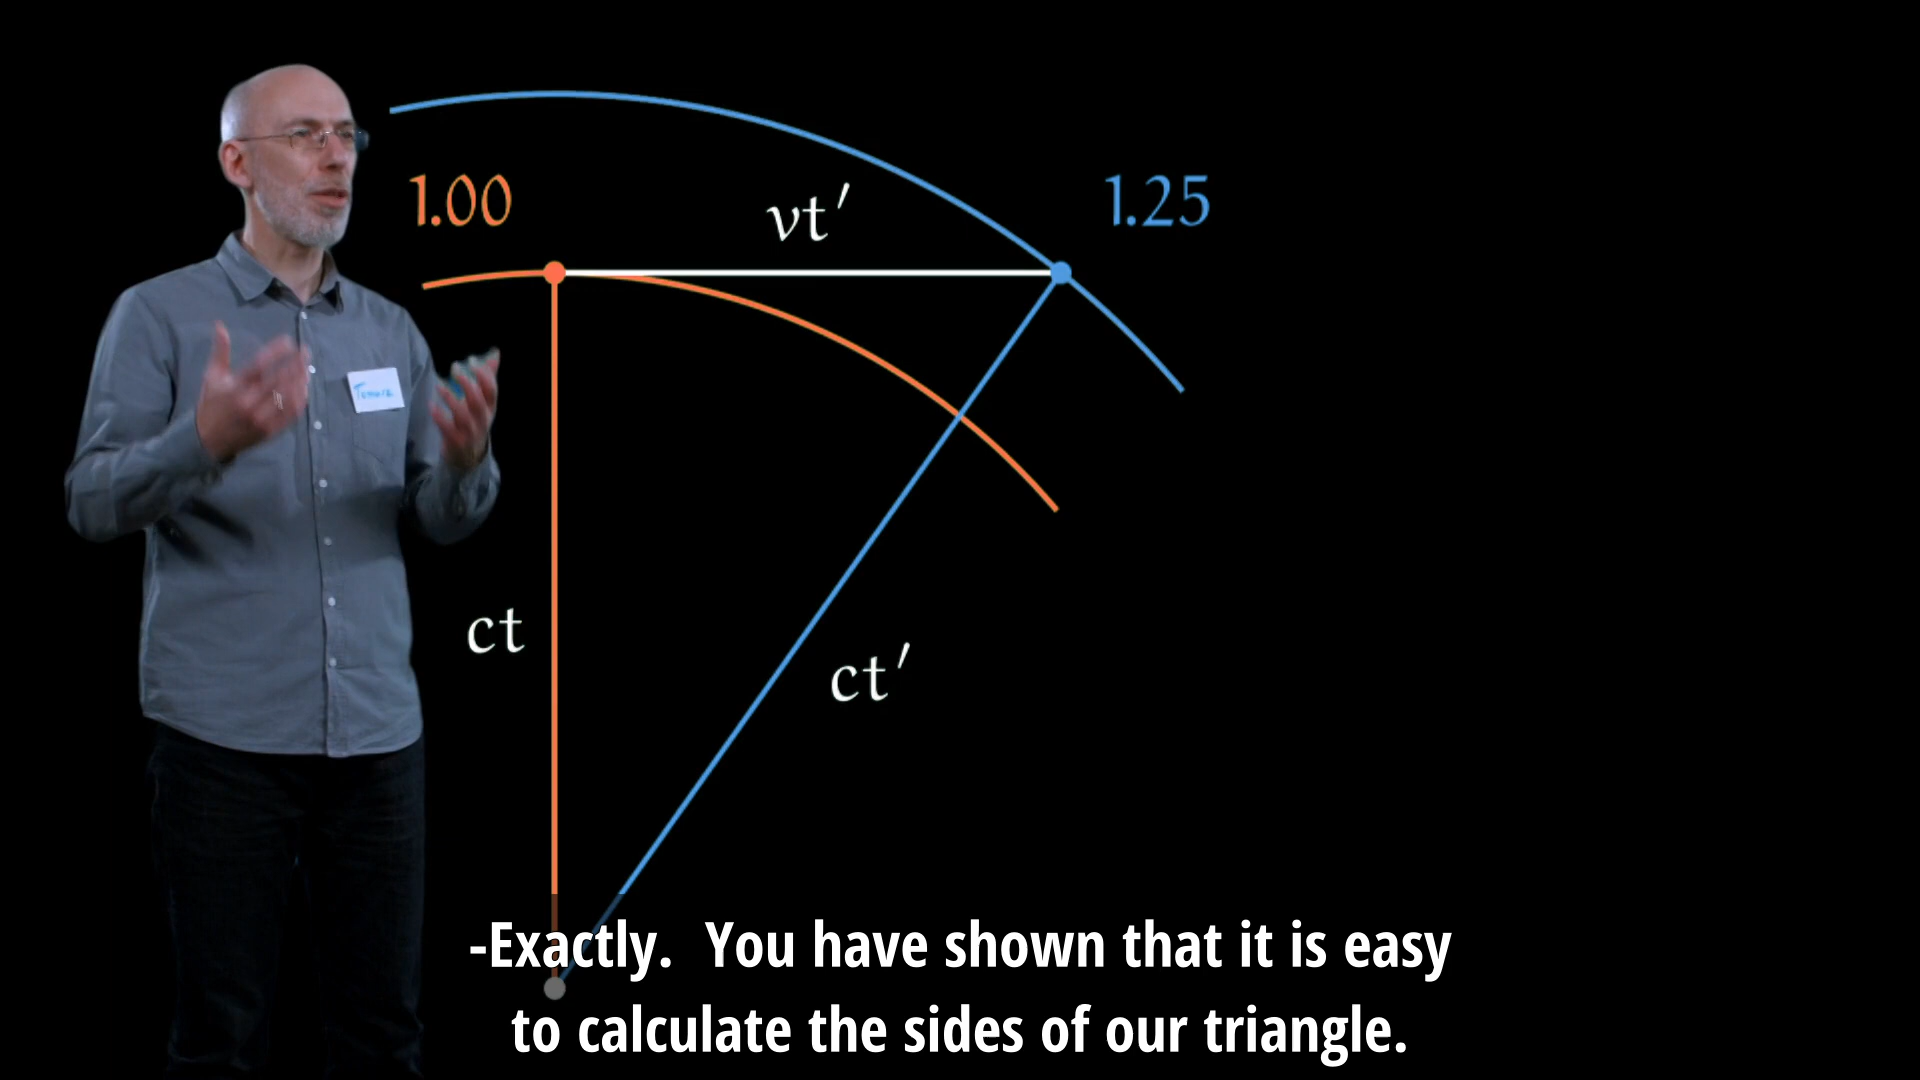 1.00
vt′
1.25
ct
ct′
-Exactly. You have shown that it is easy
to calculate the sides of our triangle.